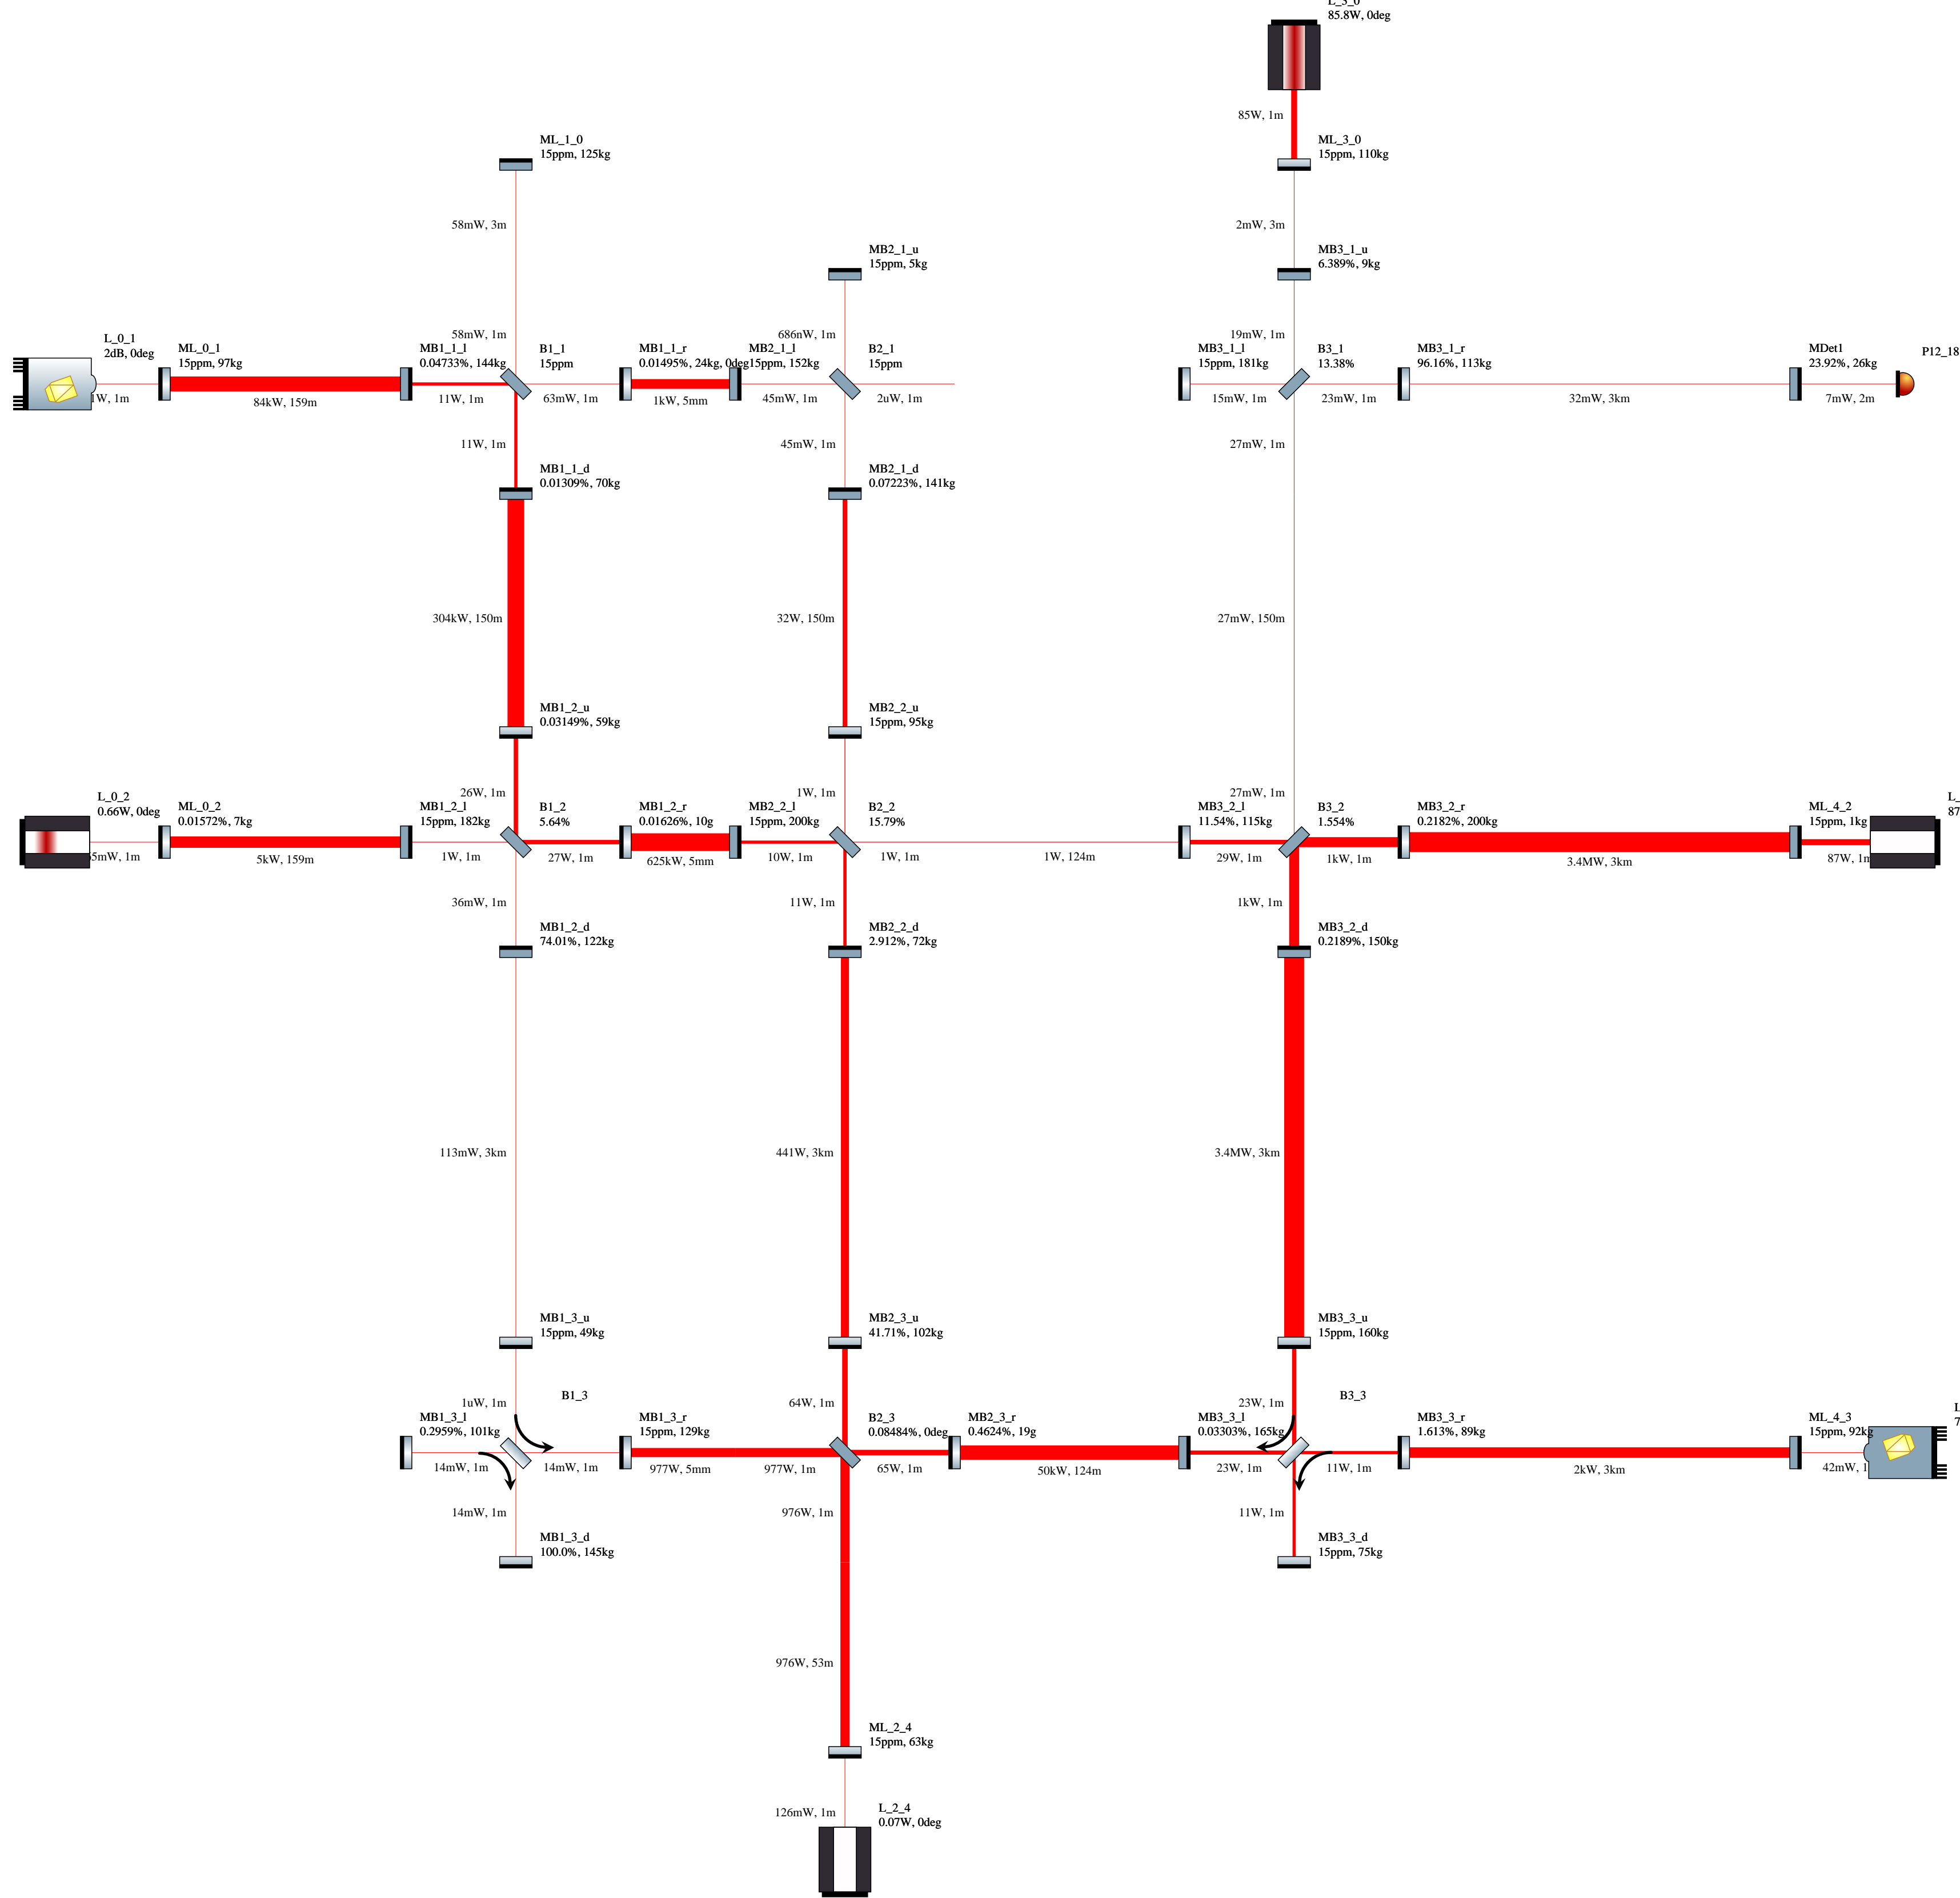 L_3_0
85.8W, 0deg
85W, 1m
ML_1_0
15ppm, 125kg
ML_3_0
15ppm, 110kg
58mW, 3m
2mW, 3m
MB2_1_u
15ppm, 5kg
MB3_1_u
6.389%, 9kg
58mW, 1m
686nW, 1m
19mW, 1m
L_0_1
2dB, 0deg
ML_0_1
15ppm, 97kg
MB1_1_l
0.04733%, 144kg
B1_1
15ppm
MB1_1_r
0.01495%, 24kg, 0deg
MB2_1_l
15ppm, 152kg
B2_1
15ppm
MB3_1_l
15ppm, 181kg
B3_1
13.38%
MB3_1_r
96.16%, 113kg
MDet1
23.92%, 26kg
P12_18
1W, 1m
84kW, 159m
11W, 1m
63mW, 1m
1kW, 5mm
45mW, 1m
2uW, 1m
15mW, 1m
23mW, 1m
32mW, 3km
7mW, 2m
11W, 1m
45mW, 1m
27mW, 1m
MB1_1_d
0.01309%, 70kg
MB2_1_d
0.07223%, 141kg
304kW, 150m
32W, 150m
27mW, 150m
MB1_2_u
0.03149%, 59kg
MB2_2_u
15ppm, 95kg
26W, 1m
1W, 1m
27mW, 1m
L_0_2
0.66W, 0deg
ML_0_2
0.01572%, 7kg
MB1_2_l
15ppm, 182kg
B1_2
5.64%
MB1_2_r
0.01626%, 10g
MB2_2_l
15ppm, 200kg
B2_2
15.79%
MB3_2_l
11.54%, 115kg
B3_2
1.554%
MB3_2_r
0.2182%, 200kg
ML_4_2
15ppm, 1kg
L_
87
5mW, 1m
5kW, 159m
1W, 1m
27W, 1m
625kW, 5mm
10W, 1m
1W, 1m
1W, 124m
29W, 1m
1kW, 1m
3.4MW, 3km
87W, 1m
36mW, 1m
11W, 1m
1kW, 1m
MB1_2_d
74.01%, 122kg
MB2_2_d
2.912%, 72kg
MB3_2_d
0.2189%, 150kg
113mW, 3km
441W, 3km
3.4MW, 3km
MB1_3_u
15ppm, 49kg
MB2_3_u
41.71%, 102kg
MB3_3_u
15ppm, 160kg
1uW, 1m
B1_3
64W, 1m
23W, 1m
B3_3
MB1_3_l
0.2959%, 101kg
MB1_3_r
15ppm, 129kg
B2_3
0.08484%, 0deg
MB2_3_r
0.4624%, 19g
MB3_3_l
0.03303%, 165kg
MB3_3_r
1.613%, 89kg
ML_4_3
15ppm, 92kg
L
7
14mW, 1m
14mW, 1m
977W, 5mm
977W, 1m
65W, 1m
50kW, 124m
23W, 1m
11W, 1m
2kW, 3km
42mW, 1
14mW, 1m
976W, 1m
11W, 1m
MB1_3_d
100.0%, 145kg
MB3_3_d
15ppm, 75kg
976W, 53m
ML_2_4
15ppm, 63kg
126mW, 1m
L_2_4
0.07W, 0deg